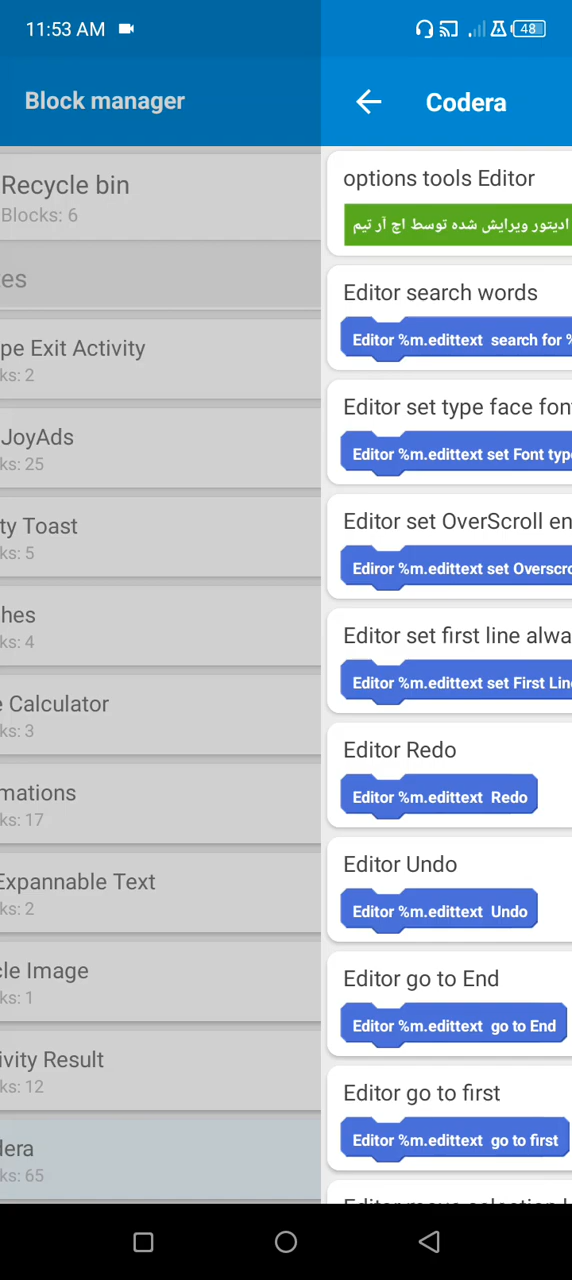 11:53 AM
48
Block manager
Recycle bin
Blocks: 6
es
pe Exit Activity
ks: 2
JoyAds
ks: 25
ty Toast
ks: 5
hes
ks: 4
e Calculator
ks: 3
mations
ks: 17
Expannable Text
ks: 2
cle Image
ks: 1
ivity Result
ks: 12
dera
ks: 65
Codera
options tools Editor
ادیتور ویرایش شده توسط اچ آر تیم
Editor search words
Editor %m.edittext search for %
Editor set type face fon
Editor %m.edittext set Font type
Editor set OverScroll en
Ediror %m.edittext set Overscro
Editor set first line alwa
Editor %m.edittext set First Lin
Editor Redo
Editor %m.edittext Redo
Editor Undo
Editor %m.edittext Undo
Editor go to End
Editor %m.edittext go to End
Editor go to first
Editor %m.edittext go to first